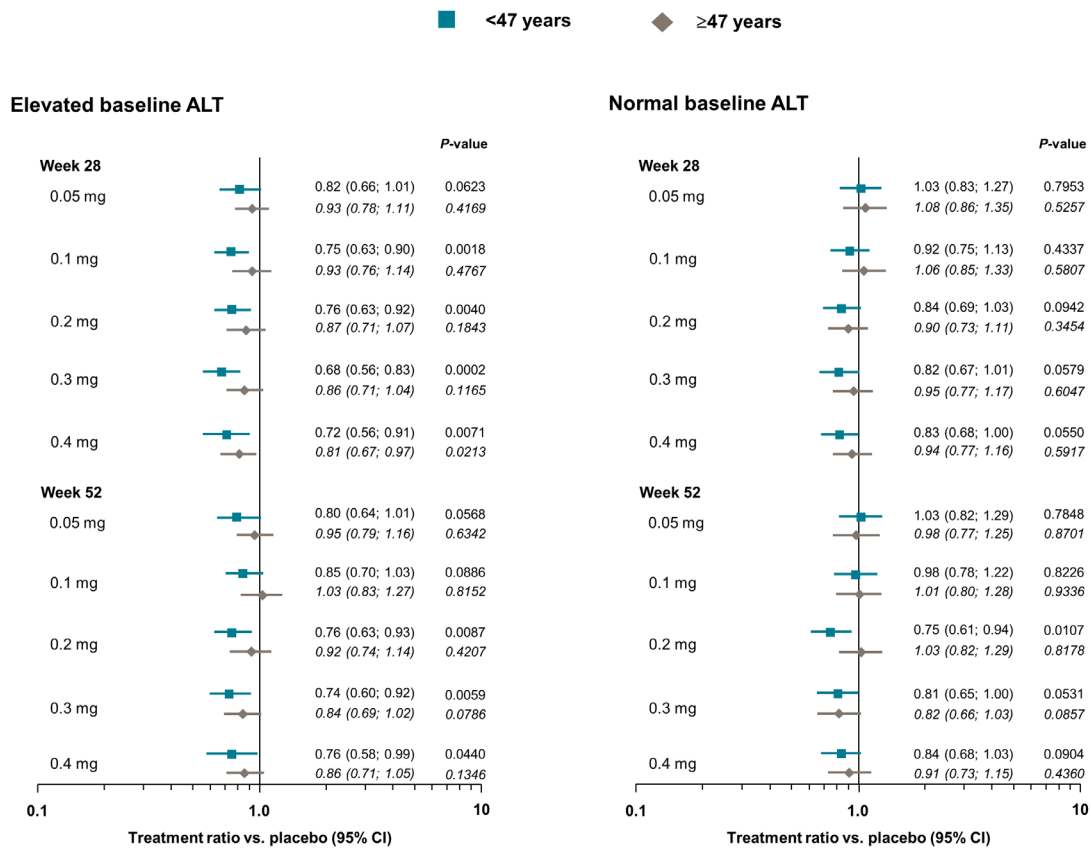 <47 years ≥47 years
Elevated baseline ALT
P-value
Week 28
0.05 mg 0.82 (0.66; 1.01) 0.0623
0.93 (0.78; 1.11) 0.4169
0.1 mg 0.75 (0.63; 0.90) 0.0018
0.93 (0.76; 1.14) 0.4767
0.2 mg 0.76 (0.63; 0.92) 0.0040
0.87 (0.71; 1.07) 0.1843
0.3 mg 0.68 (0.56; 0.83) 0.0002
0.86 (0.71; 1.04) 0.1165
0.4 mg 0.72 (0.56; 0.91) 0.0071
0.81 (0.67; 0.97) 0.0213
Week 52
0.05 mg 0.80 (0.64; 1.01) 0.0568
0.95 (0.79; 1.16) 0.6342
0.1 mg 0.85 (0.70; 1.03) 0.0886
1.03 (0.83; 1.27) 0.8152
0.2 mg 0.76 (0.63; 0.93) 0.0087
0.92 (0.74; 1.14) 0.4207
0.3 mg 0.74 (0.60; 0.92) 0.0059
0.84 (0.69; 1.02) 0.0786
0.4 mg 0.76 (0.58; 0.99) 0.0440
0.86 (0.71; 1.05) 0.1346
0.1 1.0 10
Treatment ratio vs. placebo (95% CI)
Normal baseline ALT
P-value
Week 28
0.05 mg 1.03 (0.83; 1.27) 0.7953
1.08 (0.86; 1.35) 0.5257
0.1 mg 0.92 (0.75; 1.13) 0.4337
1.06 (0.85; 1.33) 0.5807
0.2 mg 0.84 (0.69; 1.03) 0.0942
0.90 (0.73; 1.11) 0.3454
0.3 mg 0.82 (0.67; 1.01) 0.0579
0.95 (0.77; 1.17) 0.6047
0.4 mg 0.83 (0.68; 1.00) 0.0550
0.94 (0.77; 1.16) 0.5917
Week 52
0.05 mg 1.03 (0.82; 1.29) 0.7848
0.98 (0.77; 1.25) 0.8701
0.1 mg 0.98 (0.78; 1.22) 0.8226
1.01 (0.80; 1.28) 0.9336
0.2 mg 0.75 (0.61; 0.94) 0.0107
1.03 (0.82; 1.29) 0.8178
0.3 mg 0.81 (0.65; 1.00) 0.0531
0.82 (0.66; 1.03) 0.0857
0.4 mg 0.84 (0.68; 1.03) 0.0904
0.91 (0.73; 1.15) 0.4360
0.1 1.0 10
Treatment ratio vs. placebo (95% CI)